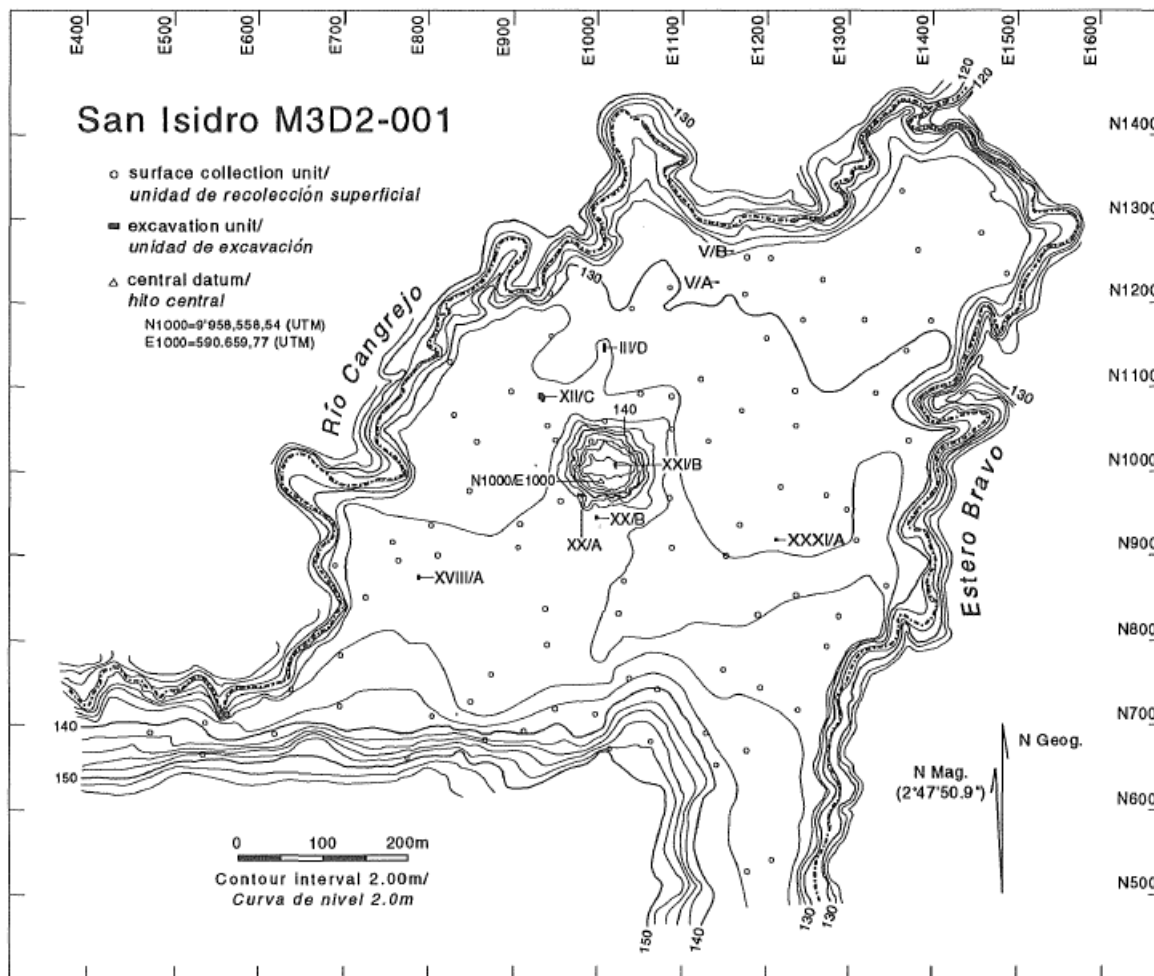 E400 E500 E600 E700 E800 E900 E1000 E1100 E1200 E1300 E1400 E1500 E1600
San Isidro M3D2-001
surface collection unit/
unidad de recolección superficial
excavation unit/
unidad de excavación
central datum/
hito central
N1000=9'958,558,54 (UTM)
E1000=590.659,77 (UTM)
Río Cangrejo
Estero Bravo
120
120
130
130
130
V/B
V/A
III/D
XII/C
140
XXI/B
N1000/E1000
XX/B
XX/A
XXXI/A
XVIII/A
N1400
N1300
N1200
N1100
N1000
N900
N800
N700
N600
N500
140
150
N Geog.
N Mag.
(2°47'50.9")
0 100 200m
Contour interval 2.00m/
Curva de nivel 2.0m
150
140
130
130